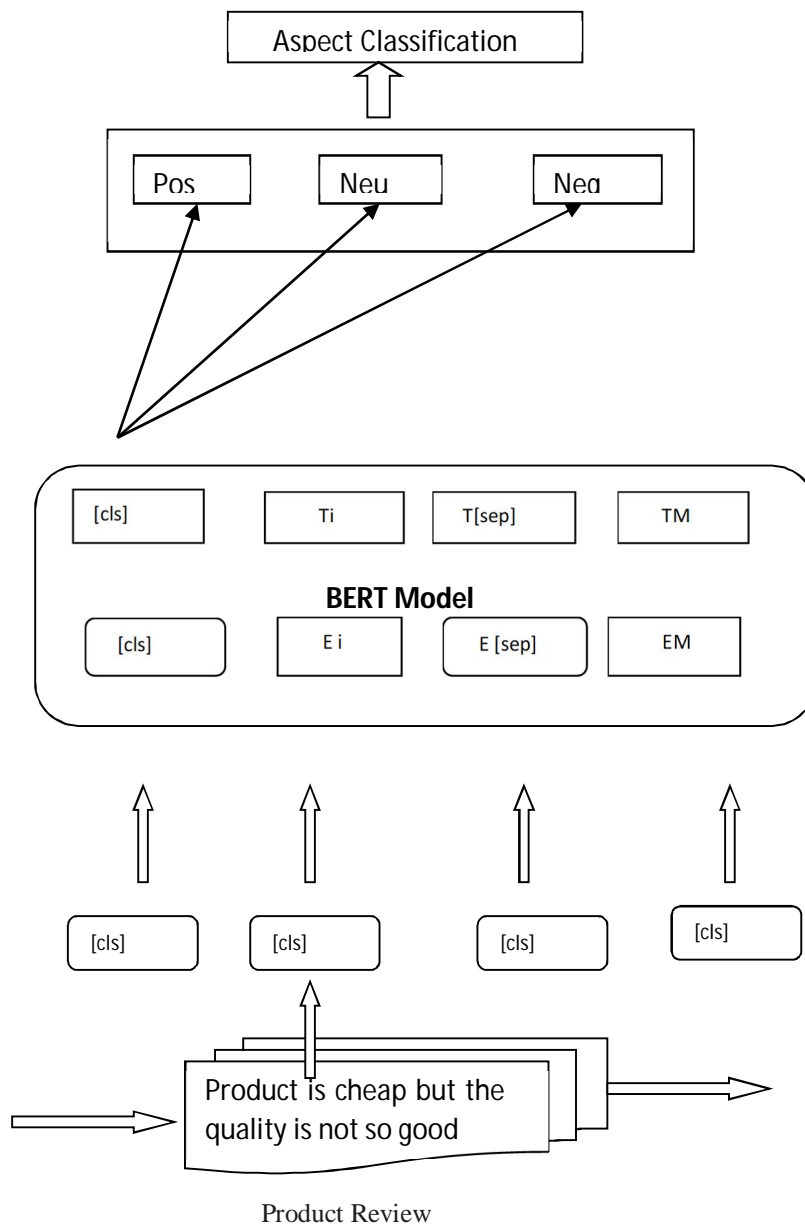 Aspect Classification
Pos Neu Neg
[cls] Ti T[sep] TM
BERT Model
[cls] E i E [sep] EM
[cls] [cls] [cls] [cls]
Product is cheap but the
quality is not so good
Product Review